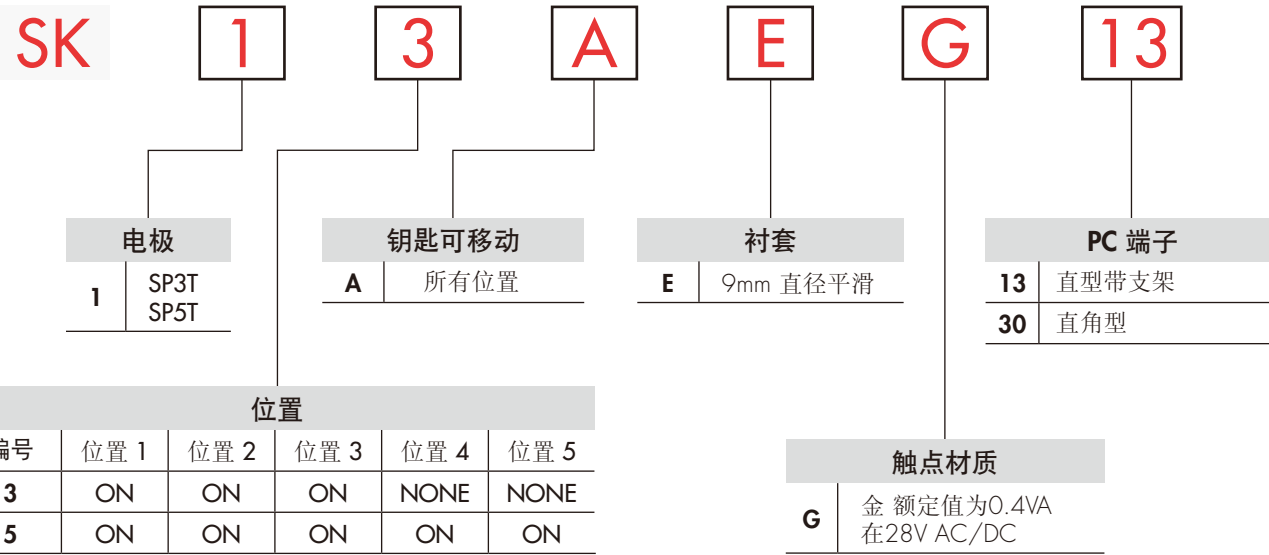 SK 1 3 A E G 13
电极
1 SP3T
SP5T
钥匙可移动
A 所有位置
衬套
E 9mm 直径平滑
PC 端子
13 直型带支架
30 直角型
位置
号 位置 1 位置 2 位置 3 位置 4 位置 5
3 ON ON ON NONE NONE
5 ON ON ON ON ON
触点材质
G 金 额定值为0.4VA
在28V AC/DC